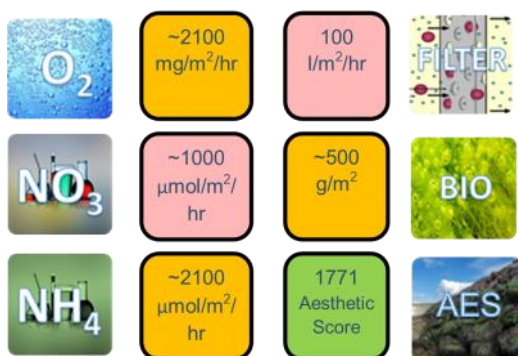 O₂
~2100
mg/m²/hr
100
l/m²/hr
FILTER
NO₃
~1000
µmol/m²/
hr
~500
g/m²
BIO
NH₄
~2100
µmol/m²/
hr
1771
Aesthetic
Score
AES